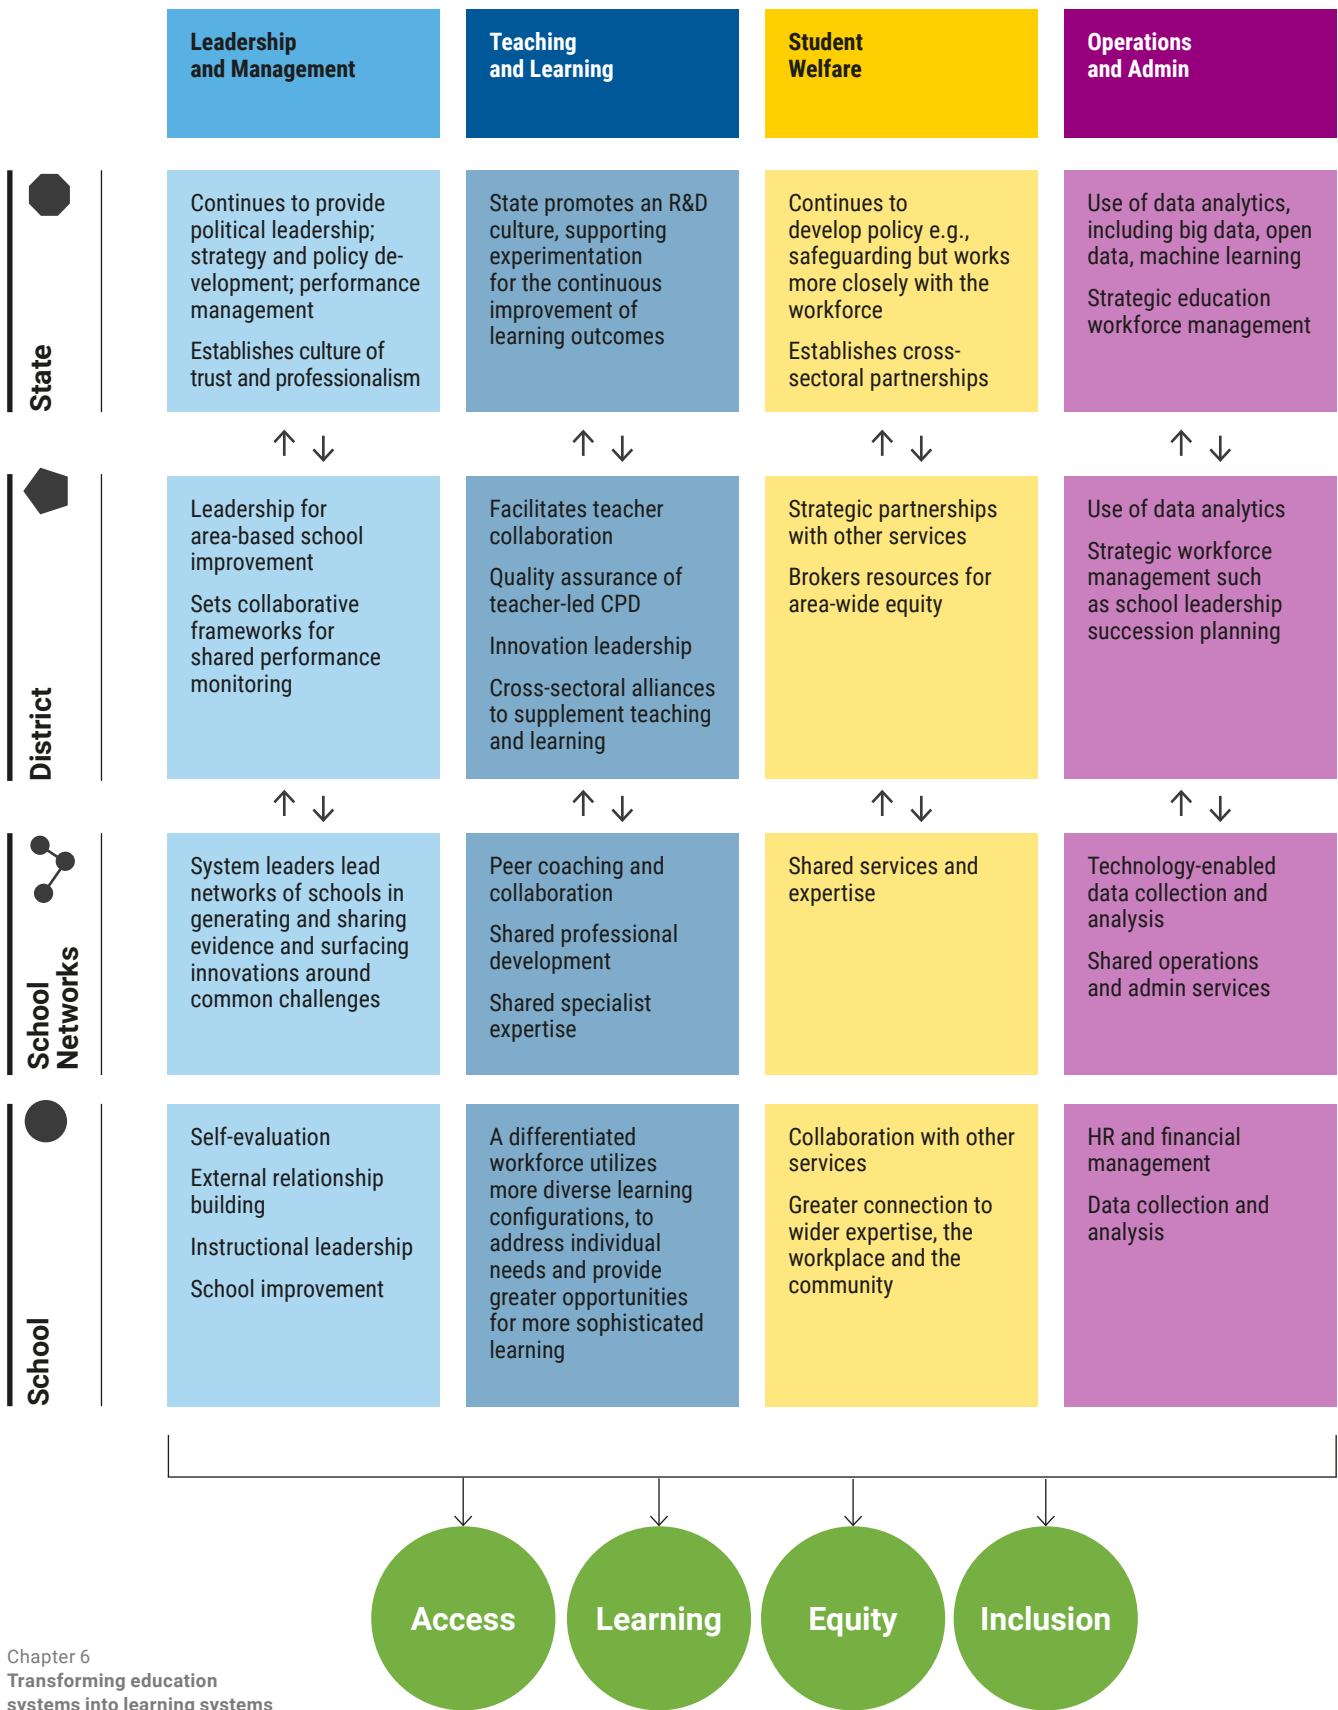 Leadership
and Management
Teaching
and Learning
Student
Welfare
Operations
and Admin
State
Continues to provide
political leadership;
strategy and policy de-
velopment; performance
management
Establishes culture of
trust and professionalism
State promotes an R&D
culture, supporting
experimentation
for the continuous
improvement of
learning outcomes
Continues to
develop policy e.g.,
safeguarding but works
more closely with the
workforce
Establishes cross-
sectoral partnerships
Use of data analytics,
including big data, open
data, machine learning
Strategic education
workforce management
District
Leadership for
area-based school
improvement
Sets collaborative
frameworks for
shared performance
monitoring
Facilitates teacher
collaboration
Quality assurance of
teacher-led CPD
Innovation leadership
Cross-sectoral alliances
to supplement teaching
and learning
Strategic partnerships
with other services
Brokers resources for
area-wide equity
Use of data analytics
Strategic workforce
management such
as school leadership
succession planning
School
Networks
System leaders lead
networks of schools in
generating and sharing
evidence and surfacing
innovations around
common challenges
Peer coaching and
collaboration
Shared professional
development
Shared specialist
expertise
Shared services and
expertise
Technology-enabled
data collection and
analysis
Shared operations
and admin services
School
Self-evaluation
External relationship
building
Instructional leadership
School improvement
A differentiated
workforce utilizes
more diverse learning
configurations, to
address individual
needs and provide
greater opportunities
for more sophisticated
learning
Collaboration with other
services
Greater connection to
wider expertise, the
workplace and the
community
HR and financial
management
Data collection and
analysis
Access
Learning
Equity
Inclusion
Chapter 6
Transforming education
systems into learning systems